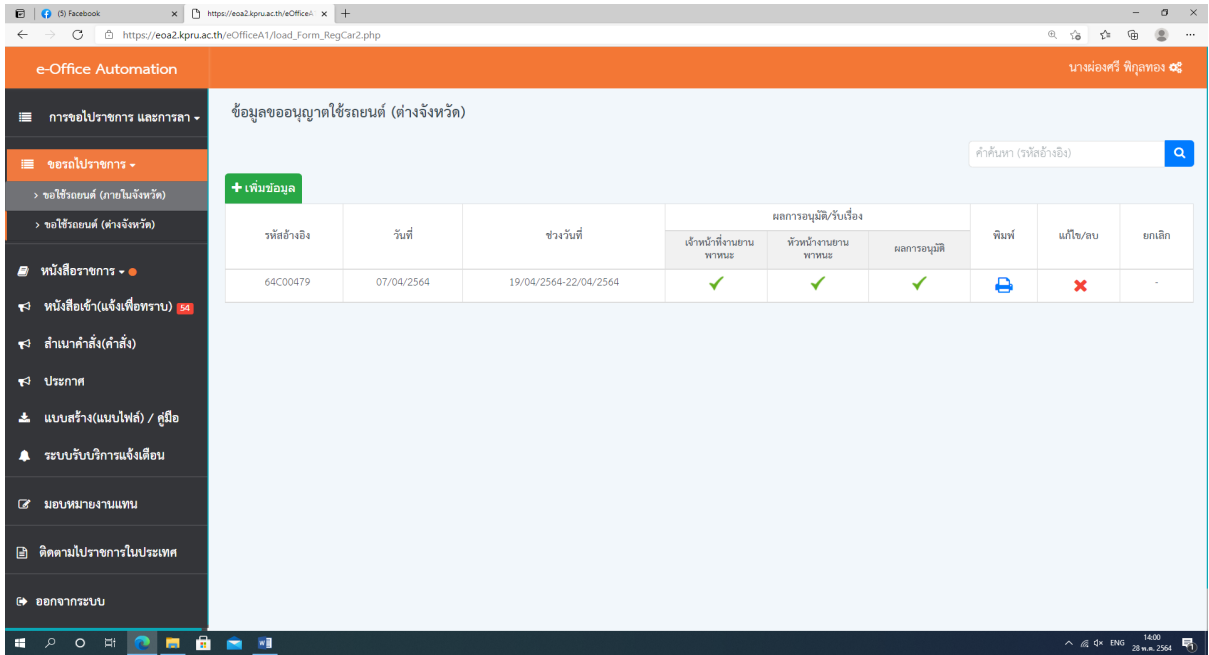 (5) Facebook
https://eoa2.kpru.ac.th/eOfficeA
https://eoa2.kpru.ac.th/eOfficeA1/load_Form_RegCar2.php
e-Office Automation
นางผ่องศรี พิกุลทอง
การขอไปราชการ และการลา
ขอรถไปราชการ
> ขอใช้รถยนต์ (ภายในจังหวัด)
> ขอใช้รถยนต์ (ต่างจังหวัด)
หนังสือราชการ
หนังสือเข้า(แจ้งเพื่อทราบ) 54
สำเนาคำสั่ง(คำสั่ง)
ประกาศ
แบบสร้าง(แนบไฟล์) / คู่มือ
ระบบรับบริการแจ้งเตือน
มอบหมายงานแทน
ติดตามไปราชการในประเทศ
ออกจากระบบ
ข้อมูลขออนุญาตใช้รถยนต์ (ต่างจังหวัด)
คำค้นหา (รหัสอ้างอิง)
เพิ่มข้อมูล
รหัสอ้างอิง วันที่ ช่วงวันที่ ผลการอนุมัติ/รับเรื่อง พิมพ์ แก้ไข/ลบ ยกเลิก
เจ้าหน้าที่งานยานพาหนะ หัวหน้างานยานพาหนะ ผลการอนุมัติ
64C00479 07/04/2564 19/04/2564-22/04/2564 -
ENG 14:00
28 พ.ค. 2564